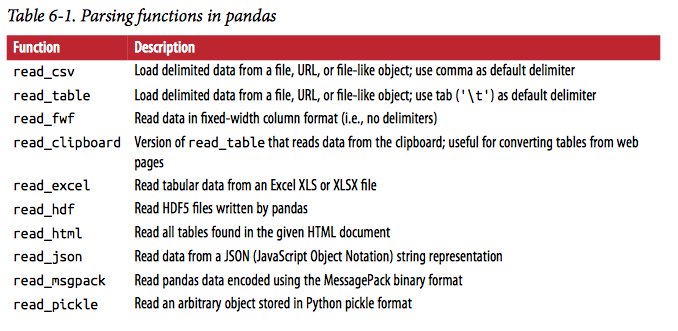 Table 6-1. Parsing functions in pandas
Function Description
read_csv Load delimited data from a file, URL, or file-like object; use comma as default delimiter
read_table Load delimited data from a file, URL, or file-like object; use tab ('\t') as default delimiter
read_fwf Read data in fixed-width column format (i.e., no delimiters)
read_clipboard Version of read_table that reads data from the clipboard; useful for converting tables from web
pages
read_excel Read tabular data from an Excel XLS or XLSX file
read_hdf Read HDF5 files written by pandas
read_html Read all tables found in the given HTML document
read_json Read data from a JSON (JavaScript Object Notation) string representation
read_msgpack Read pandas data encoded using the MessagePack binary format
read_pickle Read an arbitrary object stored in Python pickle format